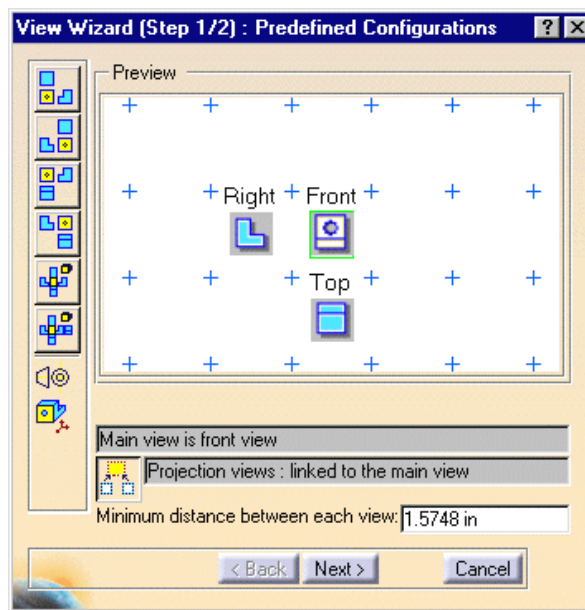 View Wizard (Step 1/2) : Predefined Configurations
Preview
Right Front
Top
Main view is front view
Projection views : linked to the main view
Minimum distance between each view: 1.5748 in
< Back Next > Cancel